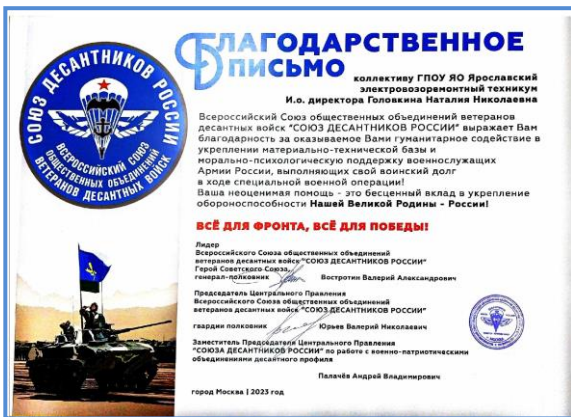 БЛАГОДАРСТВЕННОЕ
ПИСЬМО
коллективу ГПОУ ЯО Ярославский
электровозоремонтный техникум
И.о. директора Головкина Наталия Николаевна
СОЮЗ ДЕСАНТНИКОВ РОССИИ
ВСЕРОССИЙСКИЙ СОЮЗ
ОБЩЕСТВЕННЫХ ОБЪЕДИНЕНИЙ
ВЕТЕРАНОВ ДЕСАНТНЫХ ВОЙСК
Всероссийский Союз общественных объединений ветеранов
десантных войск "СОЮЗ ДЕСАНТНИКОВ РОССИИ" выражает Вам
благодарность за оказываемое Вами гуманитарное содействие в
укреплении материально-технической базы и
морально-психологическую поддержку военнослужащих
Армии России, выполняющих свой воинский долг
в ходе специальной военной операции!
Ваша неоценимая помощь - это бесценный вклад в укрепление
обороноспособности Нашей Великой Родины - России!
ВСЁ ДЛЯ ФРОНТА, ВСЁ ДЛЯ ПОБЕДЫ!
Лидер
Всероссийского Союза общественных объединений
ветеранов десантных войск "СОЮЗ ДЕСАНТНИКОВ РОССИИ"
Герой Советского Союза,
генерал-полковник Востротин Валерий Александрович
Председатель Центрального Правления
Всероссийского Союза общественных объединений
ветеранов десантных войск "СОЮЗ ДЕСАНТНИКОВ РОССИИ"
гвардии полковник Юрьев Валерий Николаевич
Заместитель Председателя Центрального Правления
"СОЮЗА ДЕСАНТНИКОВ РОССИИ" по работе с военно-патриотическими
объединениями десантного профиля
Палачёв Андрей Владимирович
город Москва | 2023 год